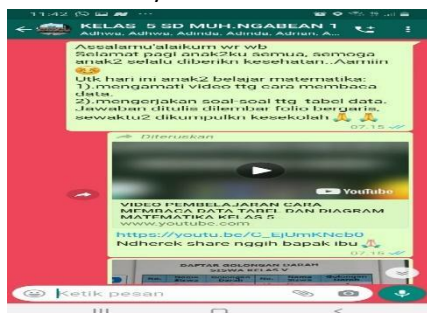 11:42
KELAS 5 SD MUH.NGABEAN 1
Adhwa, Adhwa, Adinda, Adinda, Adrian, A...
Assalamu'alaikum wr wb
Selamat pagi anak2ku semua, semoga
anak2 selalu diberikn kesehatan..Aamiin
Utk hari ini anak2 belajar matematika:
1).mengamati video ttg cara membaca
data.
2).mengerjakan soal-soal ttg tabel data.
Jawaban ditulis dilembar folio bergaris,
sewaktu2 dikumpulkn kesekolah
07.15
Diteruskan
YouTube
VIDEO PEMBELAJARAN CARA
MEMBACA DATA TABEL DAN DIAGRAM
MATEMATIKA KELAS 5
www.youtube.com
https://youtu.be/C_EjUmKNcb0
Ndherek share nggih bapak ibu
07.15
DAFTAR GOLONGAN DARAH
SISWA KELAS V
Ketik pesan